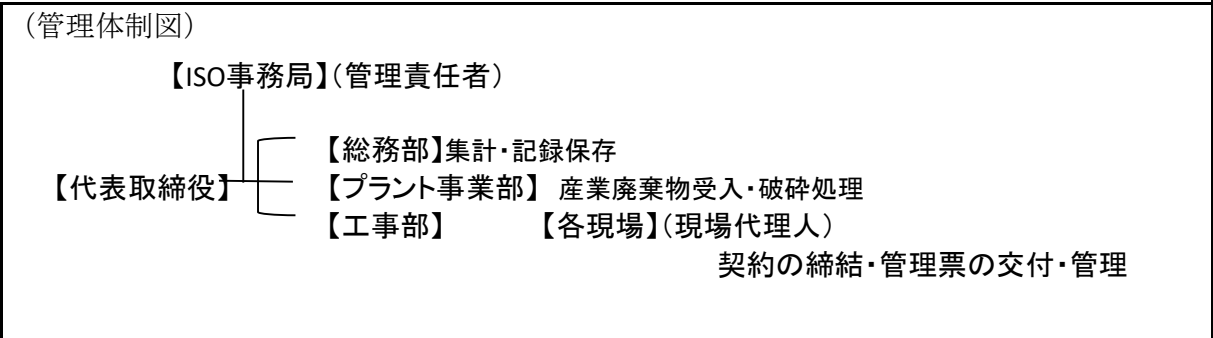 （管理体制図）
【ISO事務局】（管理責任者）
【総務部】集計・記録保存
【代表取締役】 【プラント事業部】 産業廃棄物受入・破砕処理
【工事部】 【各現場】（現場代理人）
契約の締結・管理票の交付・管理